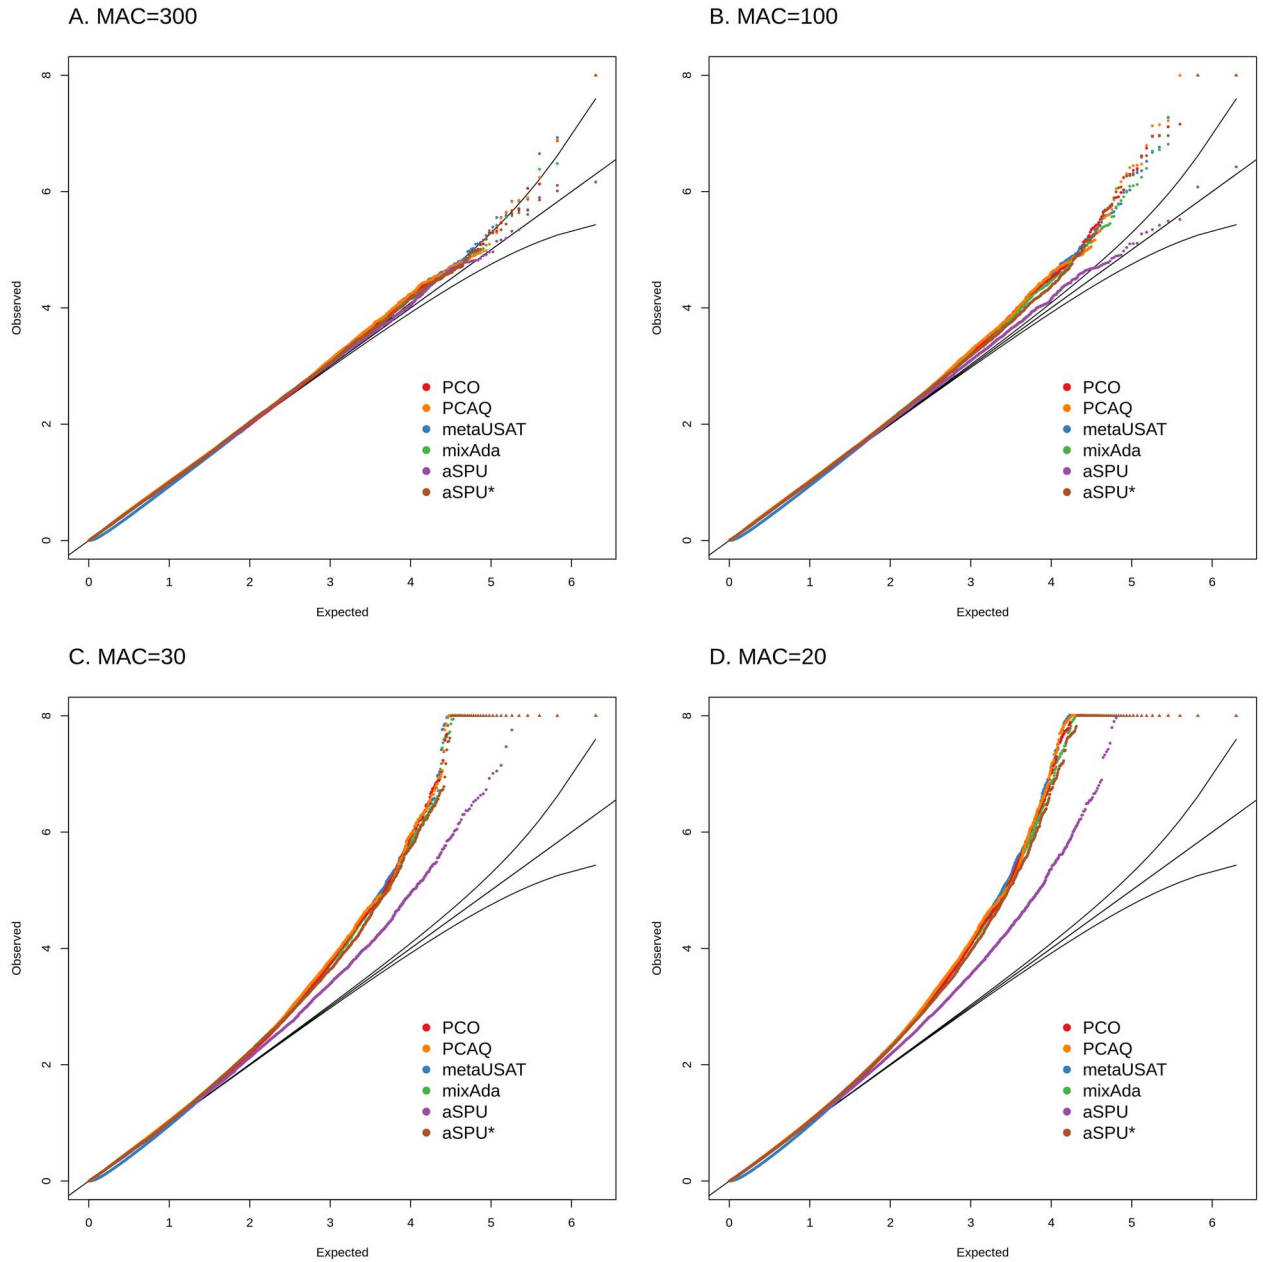 A. MAC=300
B. MAC=100
8
6
4
2
0
Observed
PCO
PCAQ
metaUSAT
mixAda
aSPU
aSPU*
0 1 2 3 4 5 6
Expected
8
6
4
2
0
Observed
PCO
PCAQ
metaUSAT
mixAda
aSPU
aSPU*
0 1 2 3 4 5 6
Expected
C. MAC=30
D. MAC=20
8
6
4
2
0
Observed
PCO
PCAQ
metaUSAT
mixAda
aSPU
aSPU*
0 1 2 3 4 5 6
Expected
8
6
4
2
0
Observed
PCO
PCAQ
metaUSAT
mixAda
aSPU
aSPU*
0 1 2 3 4 5 6
Expected